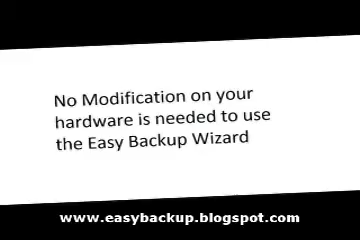 No Modification on your
hardware is needed to use
the Easy Backup Wizard
www.easybackup.blogspot.com